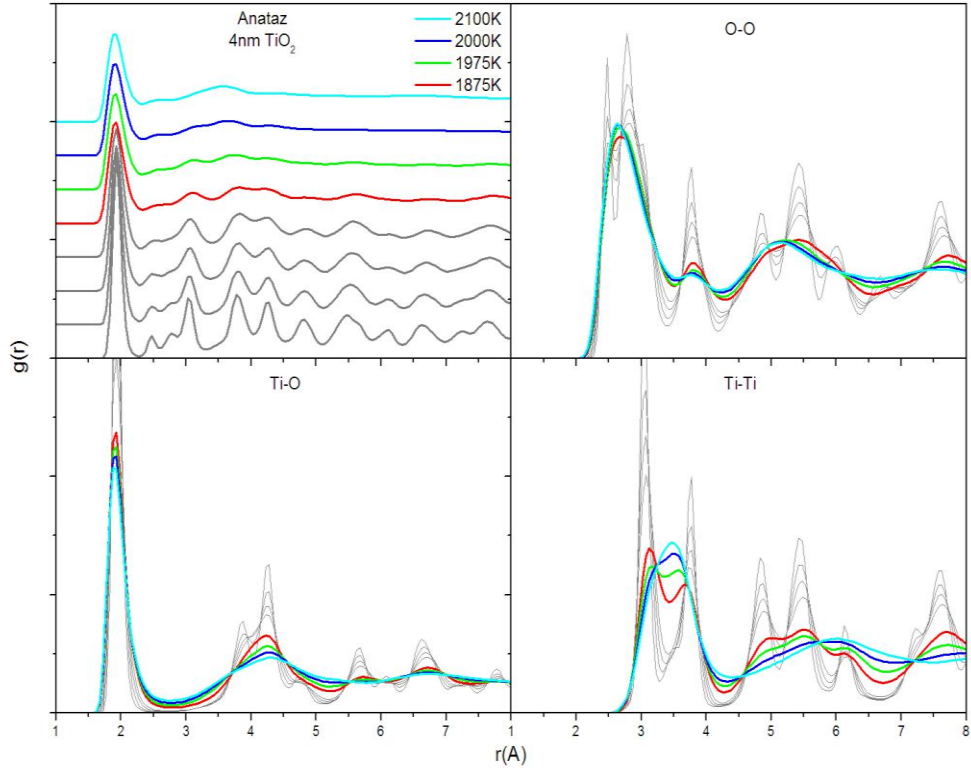 Anataz
4nm TiO₂
2100K
2000K
1975K
1875K
O-O
g(r)
Ti-O
Ti-Ti
1 2 3 4 5 6 7 1 2 3 4 5 6 7 8
r(A)